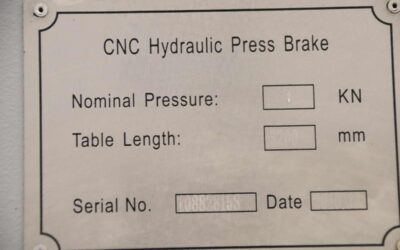 CNC Hydraulic Press Brake
Nominal Pressure: KN
Table Length: mm
Serial No. Date